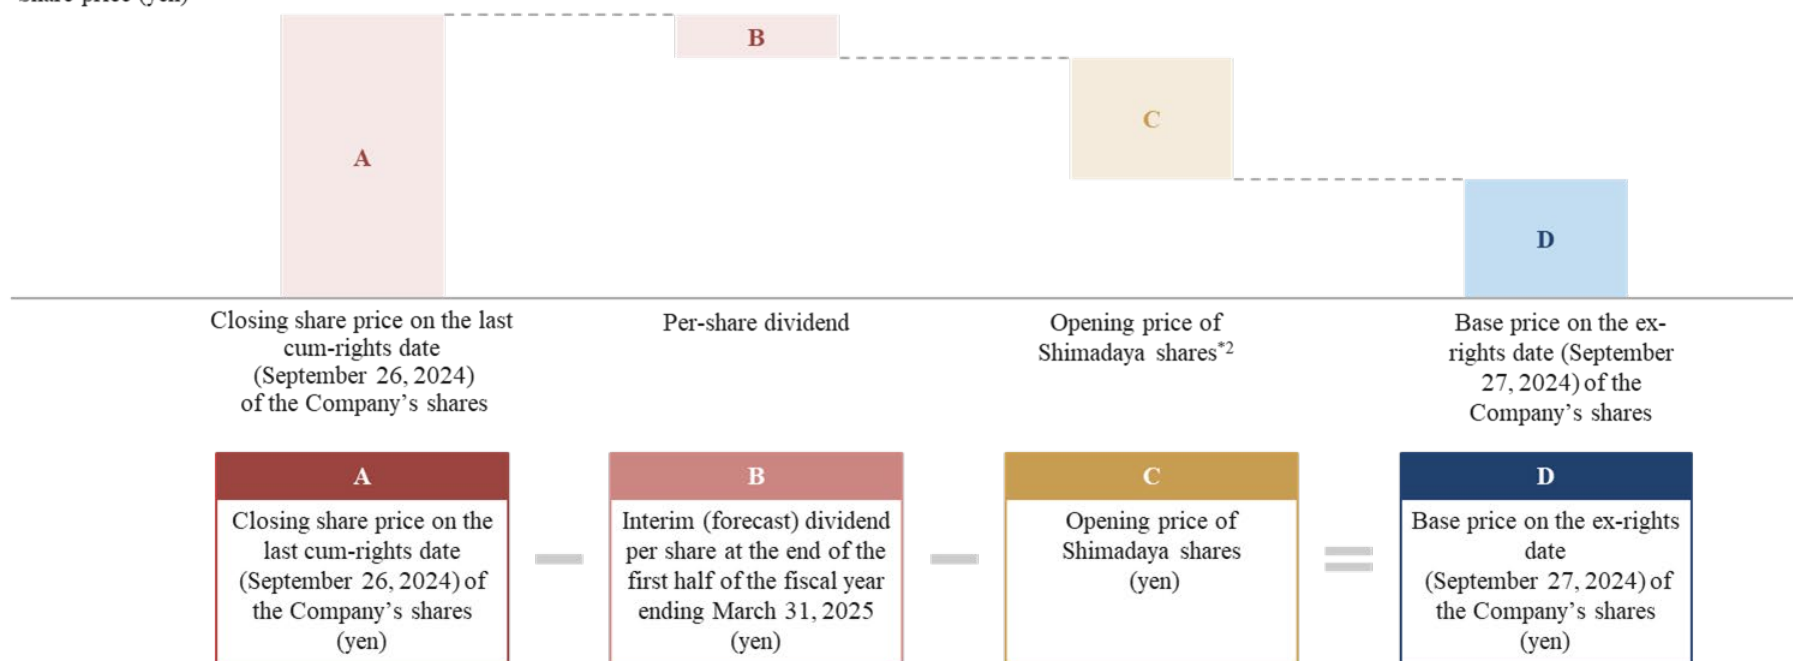 Share price (yen)
B
C
A
D
Closing share price on the last
cum-rights date
(September 26, 2024)
of the Company's shares
Per-share dividend
Opening price of
Shimadaya shares*2
Base price on the ex-
rights date (September
27, 2024) of the
Company's shares
A
Closing share price on the
last cum-rights date
(September 26, 2024) of
the Company's shares
(yen)
−
B
Interim (forecast) dividend
per share at the end of the
first half of the fiscal year
ending March 31, 2025
(yen)
−
C
Opening price of
Shimadaya shares
(yen)
=
D
Base price on the ex-rights
date
(September 27, 2024) of
the Company's shares
(yen)